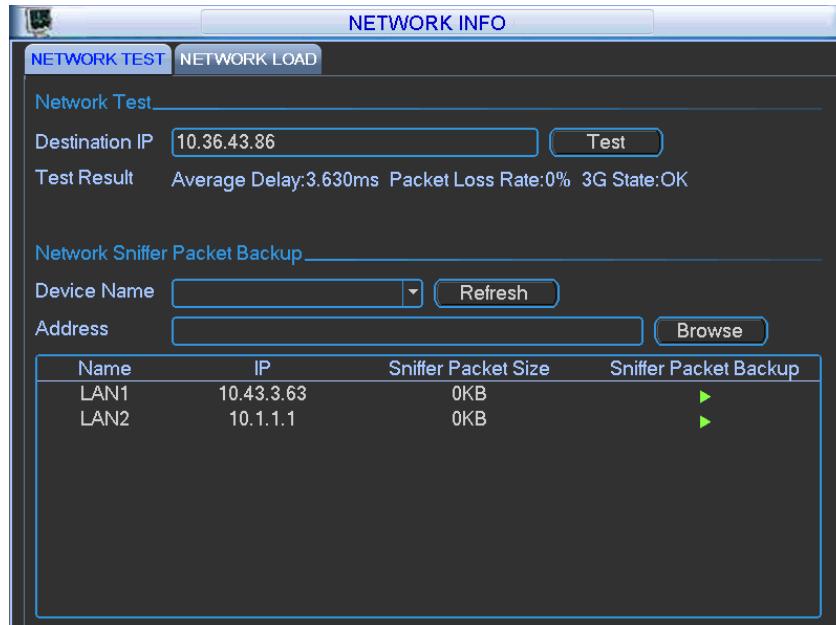 NETWORK INFO
NETWORK TEST NETWORK LOAD
Network Test
Destination IP 10.36.43.86 Test
Test Result Average Delay:3.630ms Packet Loss Rate:0% 3G State:OK
Network Sniffer Packet Backup
Device Name Refresh
Address Browse
Name IP Sniffer Packet Size Sniffer Packet Backup
LAN1 10.43.3.63 0KB
LAN2 10.1.1.1 0KB